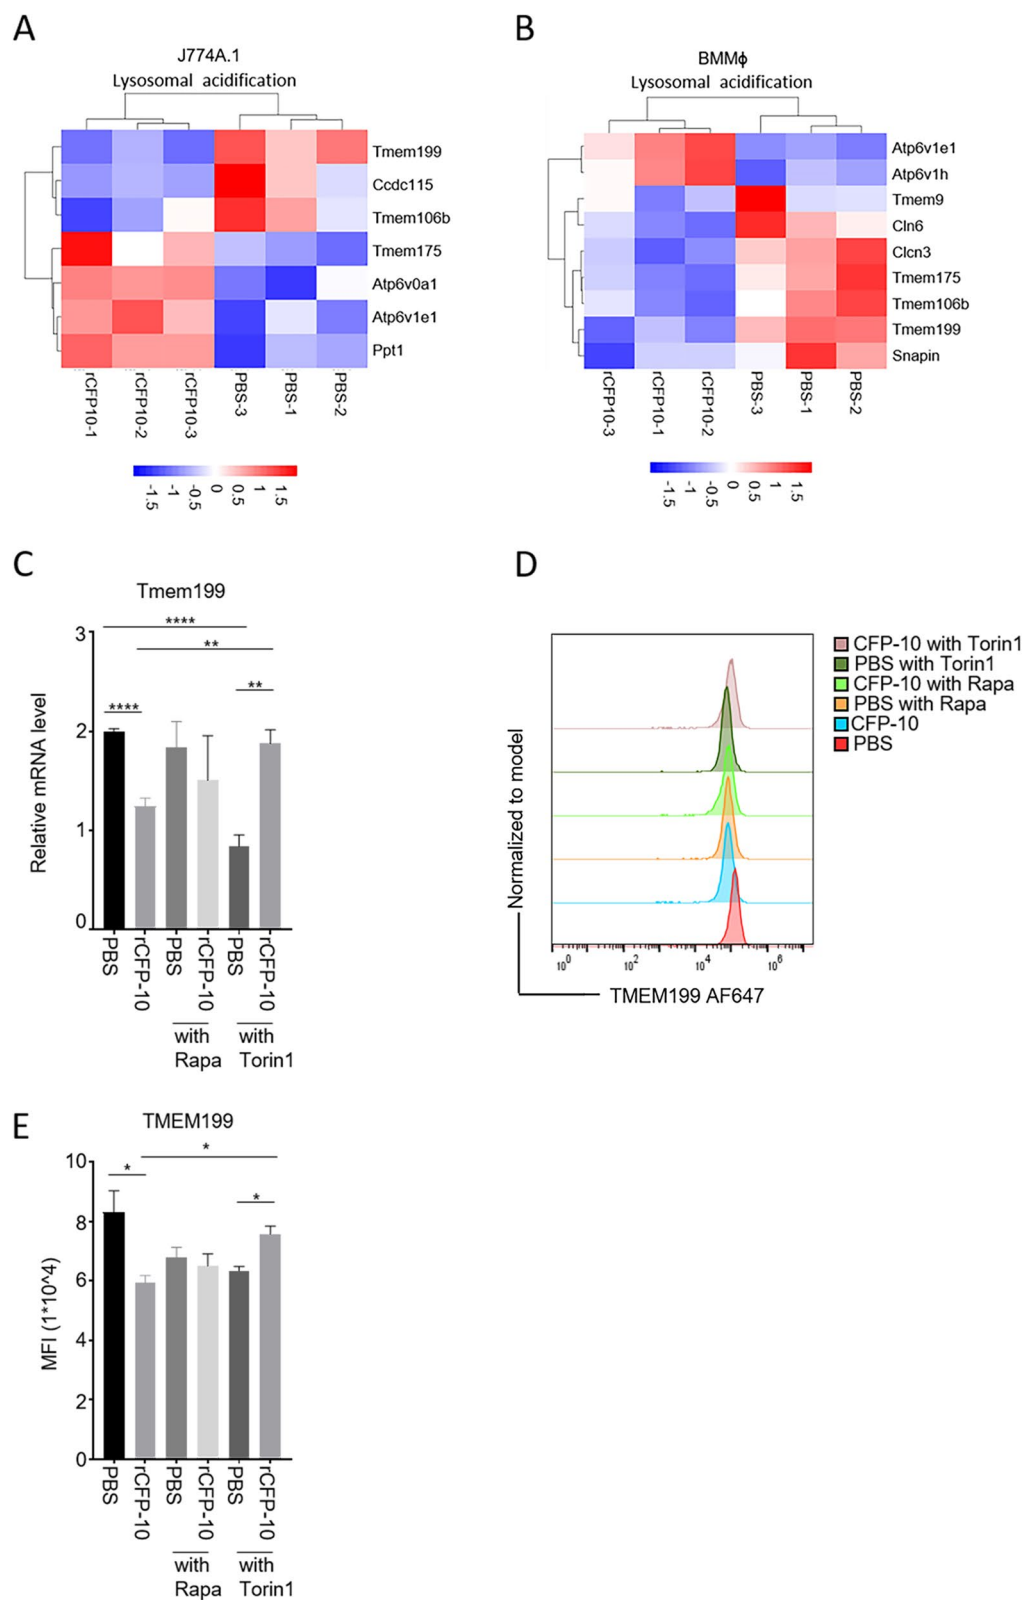 A
J774A.1
Lysosomal acidification
Tmem199
Ccdc115
Tmem106b
Tmem175
Atp6v0a1
Atp6v1e1
Ppt1
rCFP10-1
rCFP10-2
rCFP10-3
PBS-3
PBS-1
PBS-2
-1.5
-1
-0.5
0
0.5
1
1.5
B
BMMϕ
Lysosomal acidification
Atp6v1e1
Atp6v1h
Tmem9
Cln6
Clcn3
Tmem175
Tmem106b
Tmem199
Snapin
rCFP10-3
rCFP10-1
rCFP10-2
PBS-3
PBS-1
PBS-2
-1.5
-1
-0.5
0
0.5
1
1.5
C
Tmem199
****
**
**
****
Relative mRNA level
3
2
1
0
PBS
rCFP-10
PBS
rCFP-10
PBS
rCFP-10
with
Rapa
with
Torin1
D
Normalized to model
10^0
10^2
10^4
10^6
TMEM199 AF647
CFP-10 with Torin1
PBS with Torin1
CFP-10 with Rapa
PBS with Rapa
CFP-10
PBS
E
TMEM199
*
*
*
MFI (1*10^4)
10
8
6
4
2
0
PBS
rCFP-10
PBS
rCFP-10
PBS
rCFP-10
with
Rapa
with
Torin1